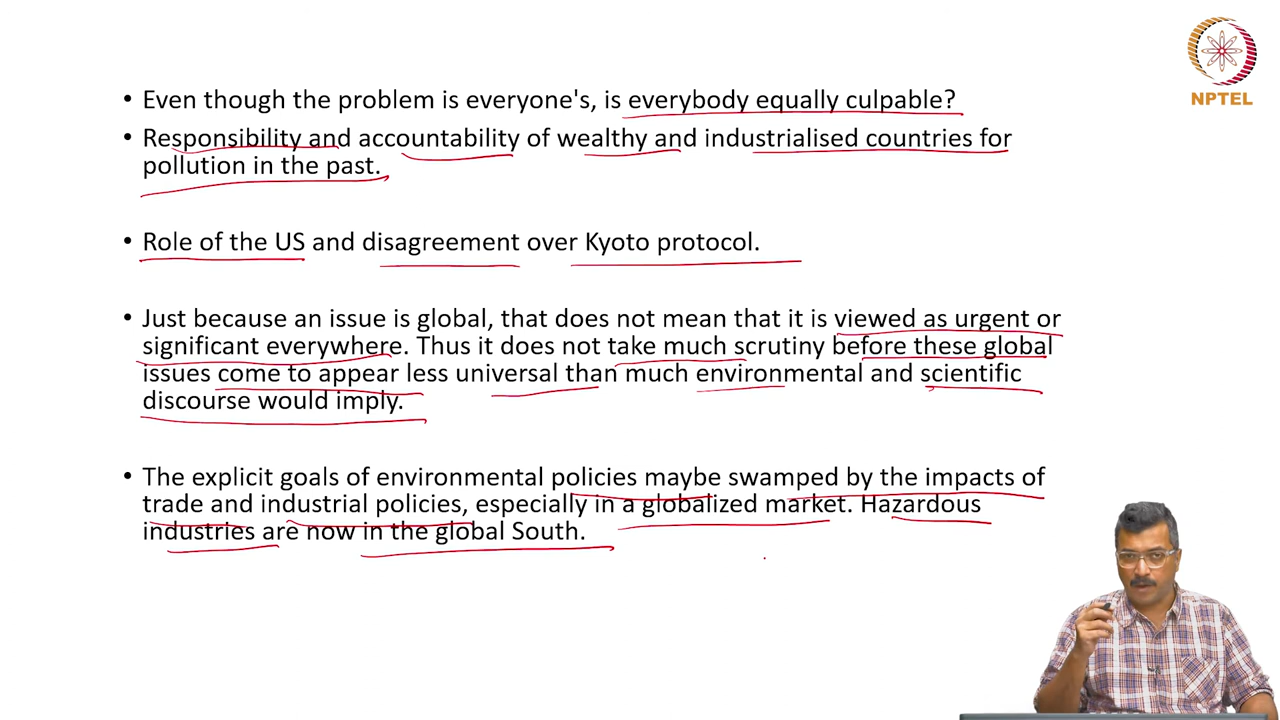 NPTEL
• Even though the problem is everyone's, is everybody equally culpable?
• Responsibility and accountability of wealthy and industrialised countries for
pollution in the past.
• Role of the US and disagreement over Kyoto protocol.
• Just because an issue is global, that does not mean that it is viewed as urgent or
significant everywhere. Thus it does not take much scrutiny before these global
issues come to appear less universal than much environmental and scientific
discourse would imply.
• The explicit goals of environmental policies maybe swamped by the impacts of
trade and industrial policies, especially in a globalized market. Hazardous
industries are now in the global South.